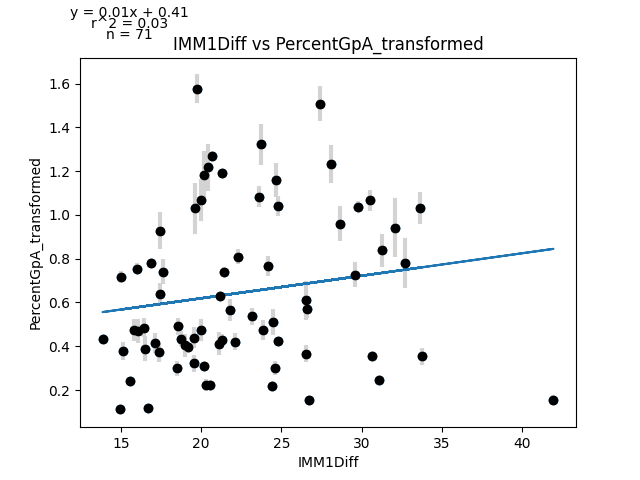 y = 0.01x + 0.41
r^2 = 0.03
n = 71
IMM1Diff vs PercentGpA_transformed
1.6
1.4
1.2
1.0
0.8
0.6
0.4
0.2
PercentGpA_transformed
15 20 25 30 35 40
IMM1Diff